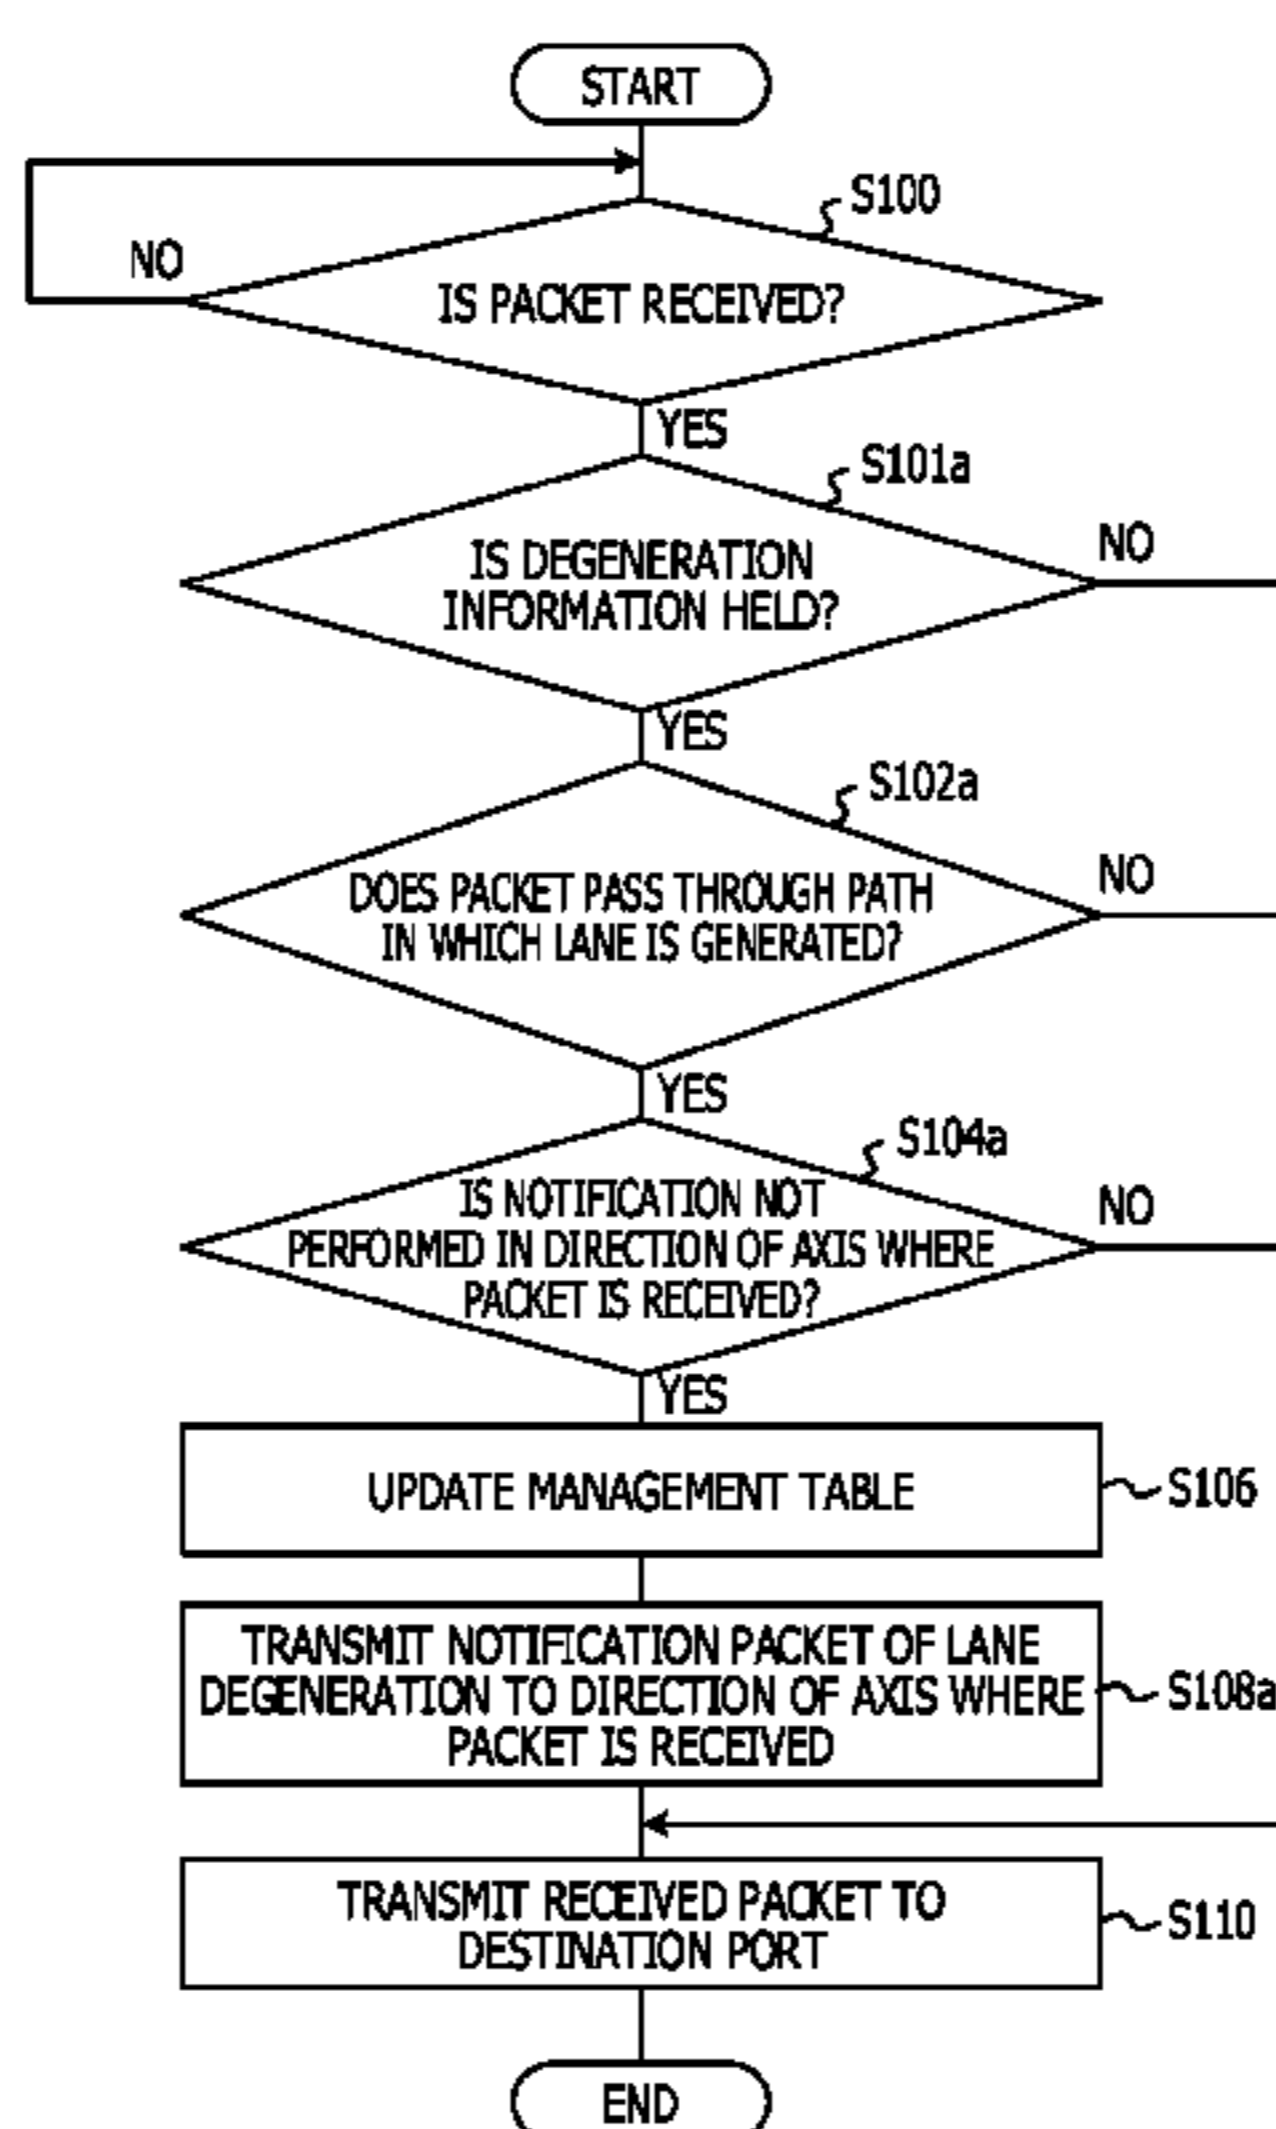 START
S100
NO
IS PACKET RECEIVED?
YES
S101a
NO
IS DEGENERATION
INFORMATION HELD?
YES
S102a
NO
DOES PACKET PASS THROUGH PATH
IN WHICH LANE IS GENERATED?
YES
S104a
NO
IS NOTIFICATION NOT
PERFORMED IN DIRECTION OF AXIS WHERE
PACKET IS RECEIVED?
YES
UPDATE MANAGEMENT TABLE
S106
TRANSMIT NOTIFICATION PACKET OF LANE
DEGENERATION TO DIRECTION OF AXIS WHERE
PACKET IS RECEIVED
S108a
TRANSMIT RECEIVED PACKET TO
DESTINATION PORT
S110
END